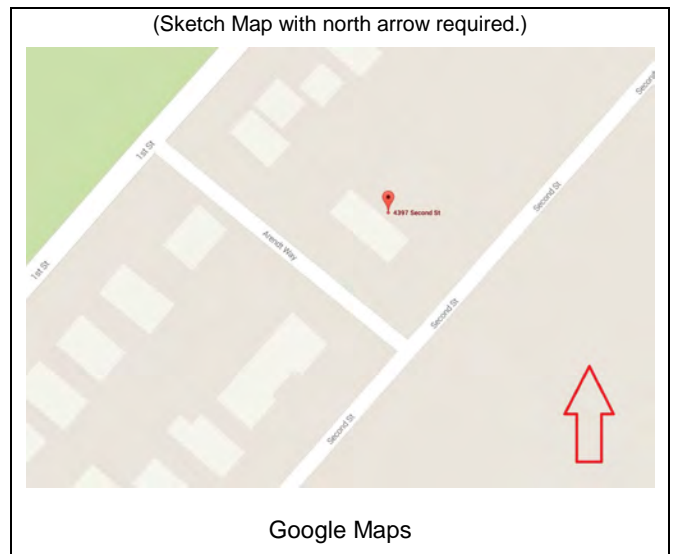 (Sketch Map with north arrow required.)
1st St
Second
Second St
4397 Second St
Arendt Way
1st St
Second St
Second St
Google Maps